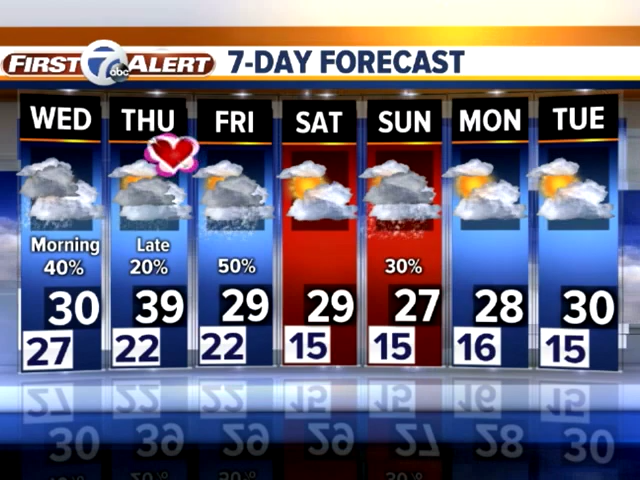 FIRST 7 abc ALERT 7-DAY FORECAST
WED THU FRI SAT SUN MON TUE
Morning Late
40% 20% 50% 30%
30 39 29 29 27 28 30
27 22 22 15 15 16 15